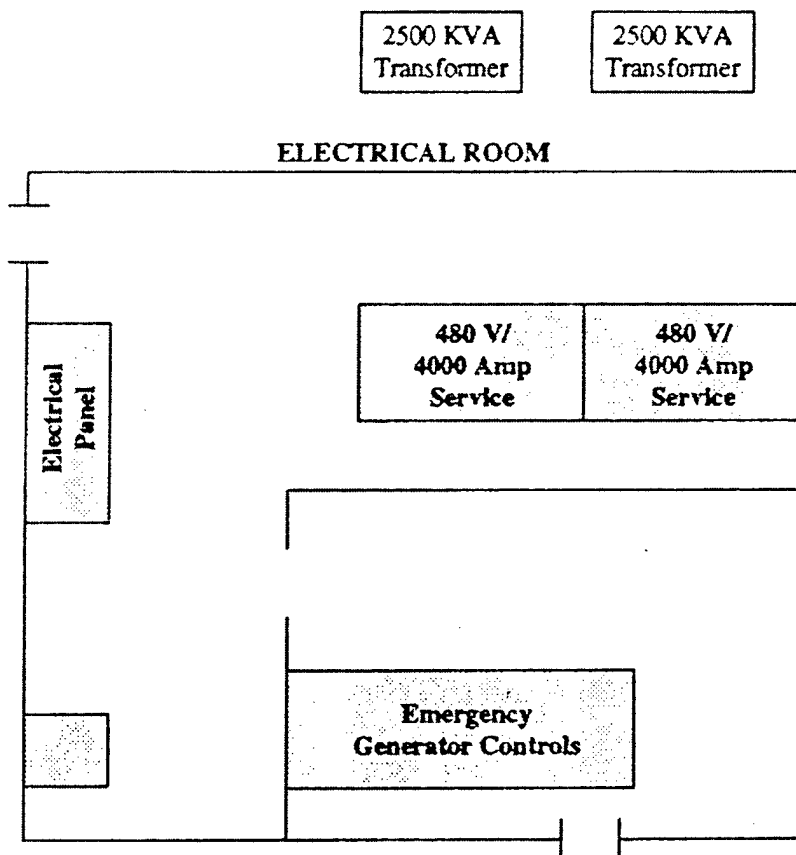 2500 KVA
Transformer
2500 KVA
Transformer
ELECTRICAL ROOM
480 V/
4000 Amp
Service
480 V/
4000 Amp
Service
Electrical
Panel
Emergency
Generator Controls